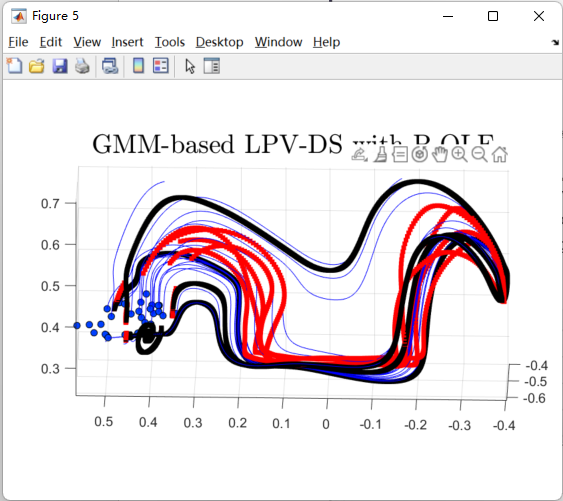 Figure 5
File Edit View Insert Tools Desktop Window Help
GMM-based LPV-DS with
0.7
0.6
0.5
0.4
0.3
-0.4
-0.5
-0.6
0.5 0.4 0.3 0.2 0.1 0 -0.1 -0.2 -0.3 -0.4